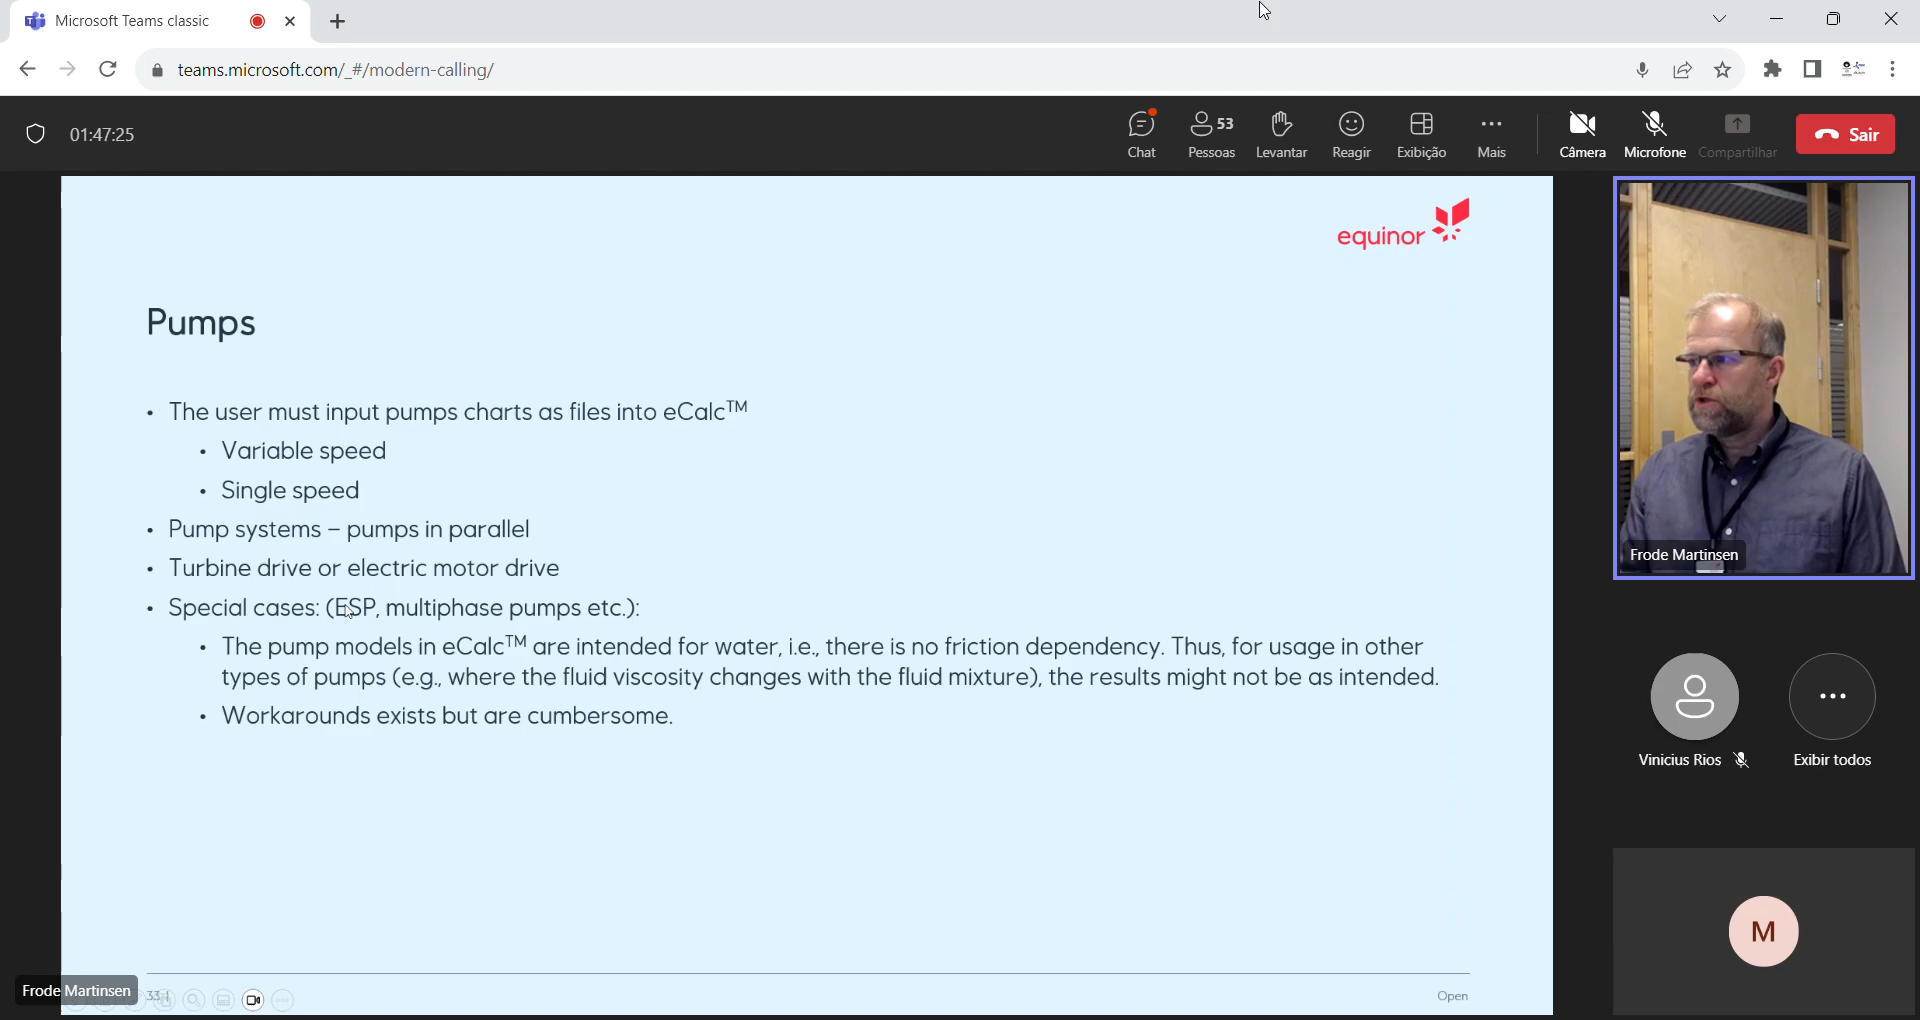 Microsoft Teams classic
teams.microsoft.com/_#/modern-calling/
01:47:25
Chat
53
Pessoas
Levantar
Reagir
Exibição
Mais
Câmera
Microfone
Compartilhar
Sair
equinor
Pumps
• The user must input pumps charts as files into eCalc™
• Variable speed
• Single speed
• Pump systems – pumps in parallel
• Turbine drive or electric motor drive
• Special cases: (ESP, multiphase pumps etc.):
• The pump models in eCalc™ are intended for water, i.e., there is no friction dependency. Thus, for usage in other
types of pumps (e.g., where the fluid viscosity changes with the fluid mixture), the results might not be as intended.
• Workarounds exists but are cumbersome.
33 |
Open
Frode Martinsen
Frode Martinsen
Vinicius Rios
Exibir todos
M